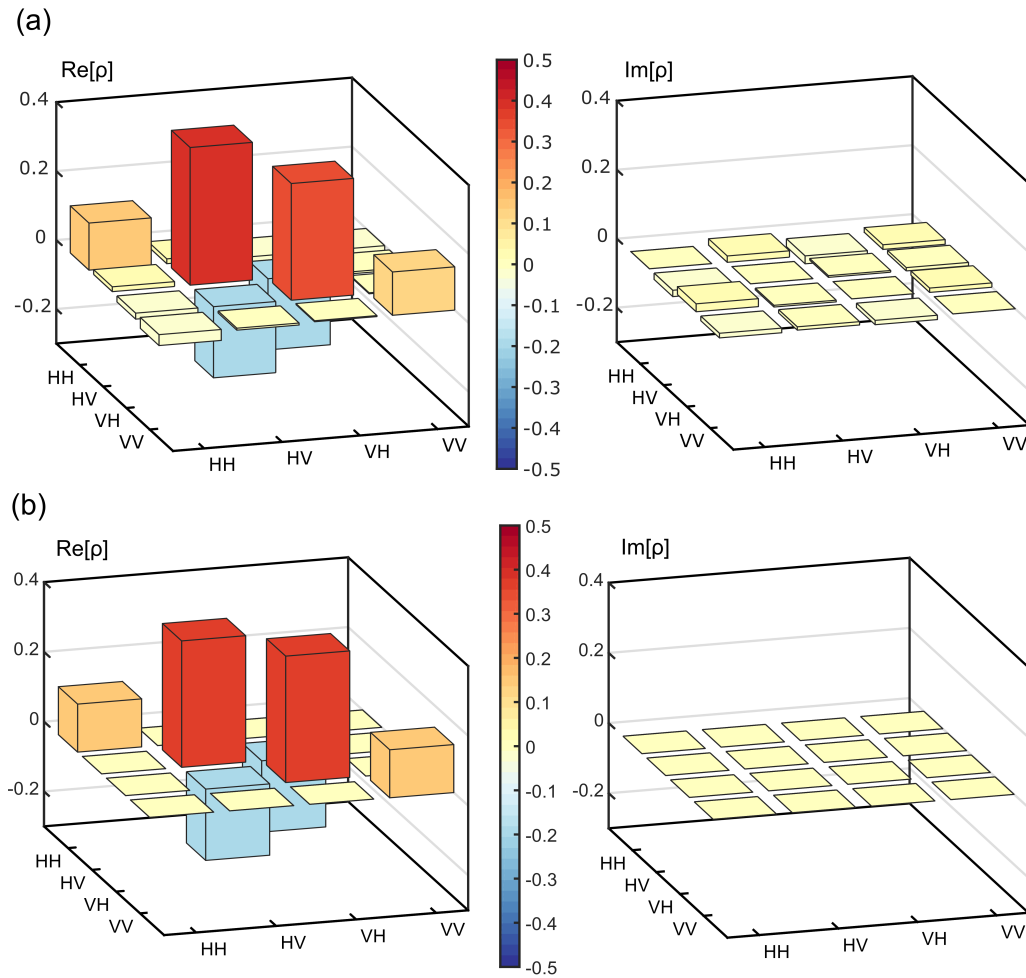 (a)
Re[ρ]
0.4
0.2
0
-0.2
HH
HV
VH
VV
HH
HV
VH
VV
0.5
0.4
0.3
0.2
0.1
0
-0.1
-0.2
-0.3
-0.4
-0.5
Im[ρ]
0.4
0.2
0
-0.2
HH
HV
VH
VV
HH
HV
VH
VV
(b)
Re[ρ]
0.4
0.2
0
-0.2
HH
HV
VH
VV
HH
HV
VH
VV
0.5
0.4
0.3
0.2
0.1
0
-0.1
-0.2
-0.3
-0.4
-0.5
Im[ρ]
0.4
0.2
0
-0.2
HH
HV
VH
VV
HH
HV
VH
VV